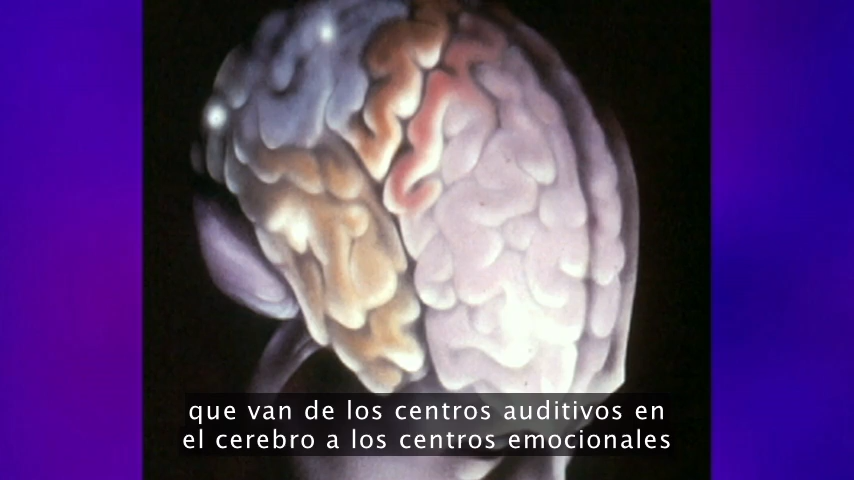 que van de los centros auditivos en
el cerebro a los centros emocionales